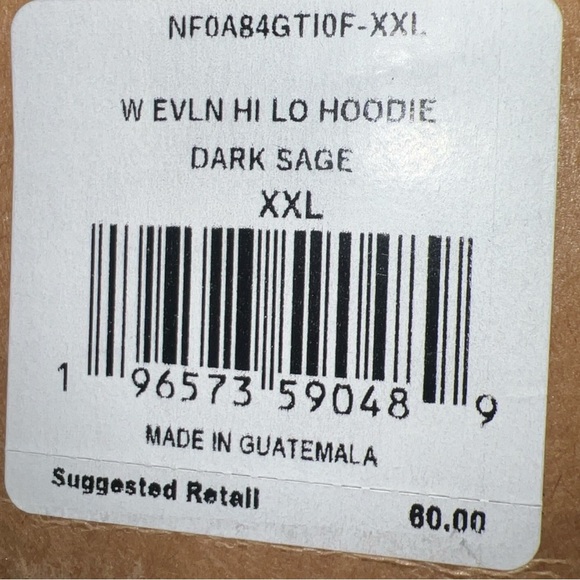 NF0A84GTI0F-XXL
W EVLN HI LO HOODIE
DARK SAGE
XXL
1 96573 59048 9
MADE IN GUATEMALA
Suggested Retail 60.00